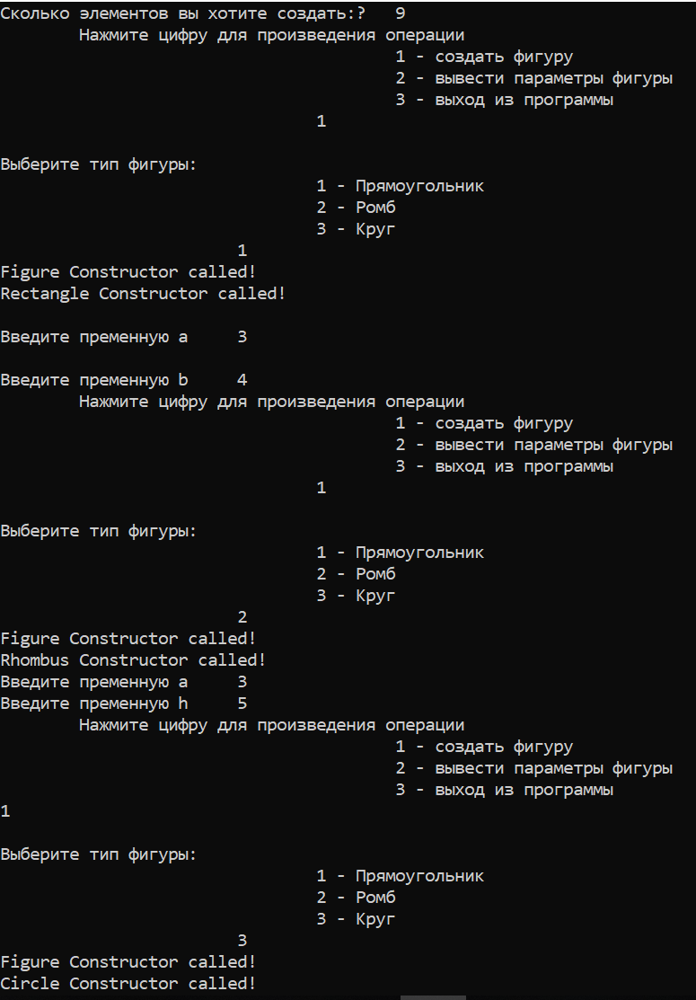 Сколько элементов вы хотите создать:?   9
        Нажмите цифру для произведения операции
                                        1 - создать фигуру
                                        2 - вывести параметры фигуры
                                        3 - выход из программы
                                1
Выберите тип фигуры:
                                1 - Прямоугольник
                                2 - Ромб
                                3 - Круг
                        1
Figure Constructor called!
Rectangle Constructor called!
Введите пременную a     3
Введите пременную b     4
        Нажмите цифру для произведения операции
                                        1 - создать фигуру
                                        2 - вывести параметры фигуры
                                        3 - выход из программы
                                1
Выберите тип фигуры:
                                1 - Прямоугольник
                                2 - Ромб
                                3 - Круг
                        2
Figure Constructor called!
Rhombus Constructor called!
Введите пременную a     3
Введите пременную h     5
        Нажмите цифру для произведения операции
                                        1 - создать фигуру
                                        2 - вывести параметры фигуры
                                        3 - выход из программы
1
Выберите тип фигуры:
                                1 - Прямоугольник
                                2 - Ромб
                                3 - Круг
                        3
Figure Constructor called!
Circle Constructor called!